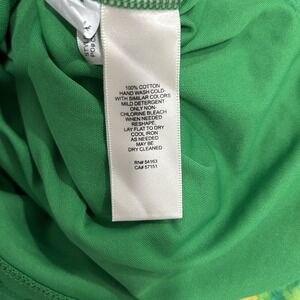 100% COTTON
HAND WASH COLD
WITH SIMILAR COLORS
MILD DETERGENT
ONLY NON-
CHLORINE BLEACH
WHEN NEEDED
RESHAPE,
LAY FLAT TO DRY
COOL IRON
AS NEEDED
MAY BE
DRY CLEANED
RN# 54163
CA# 57151